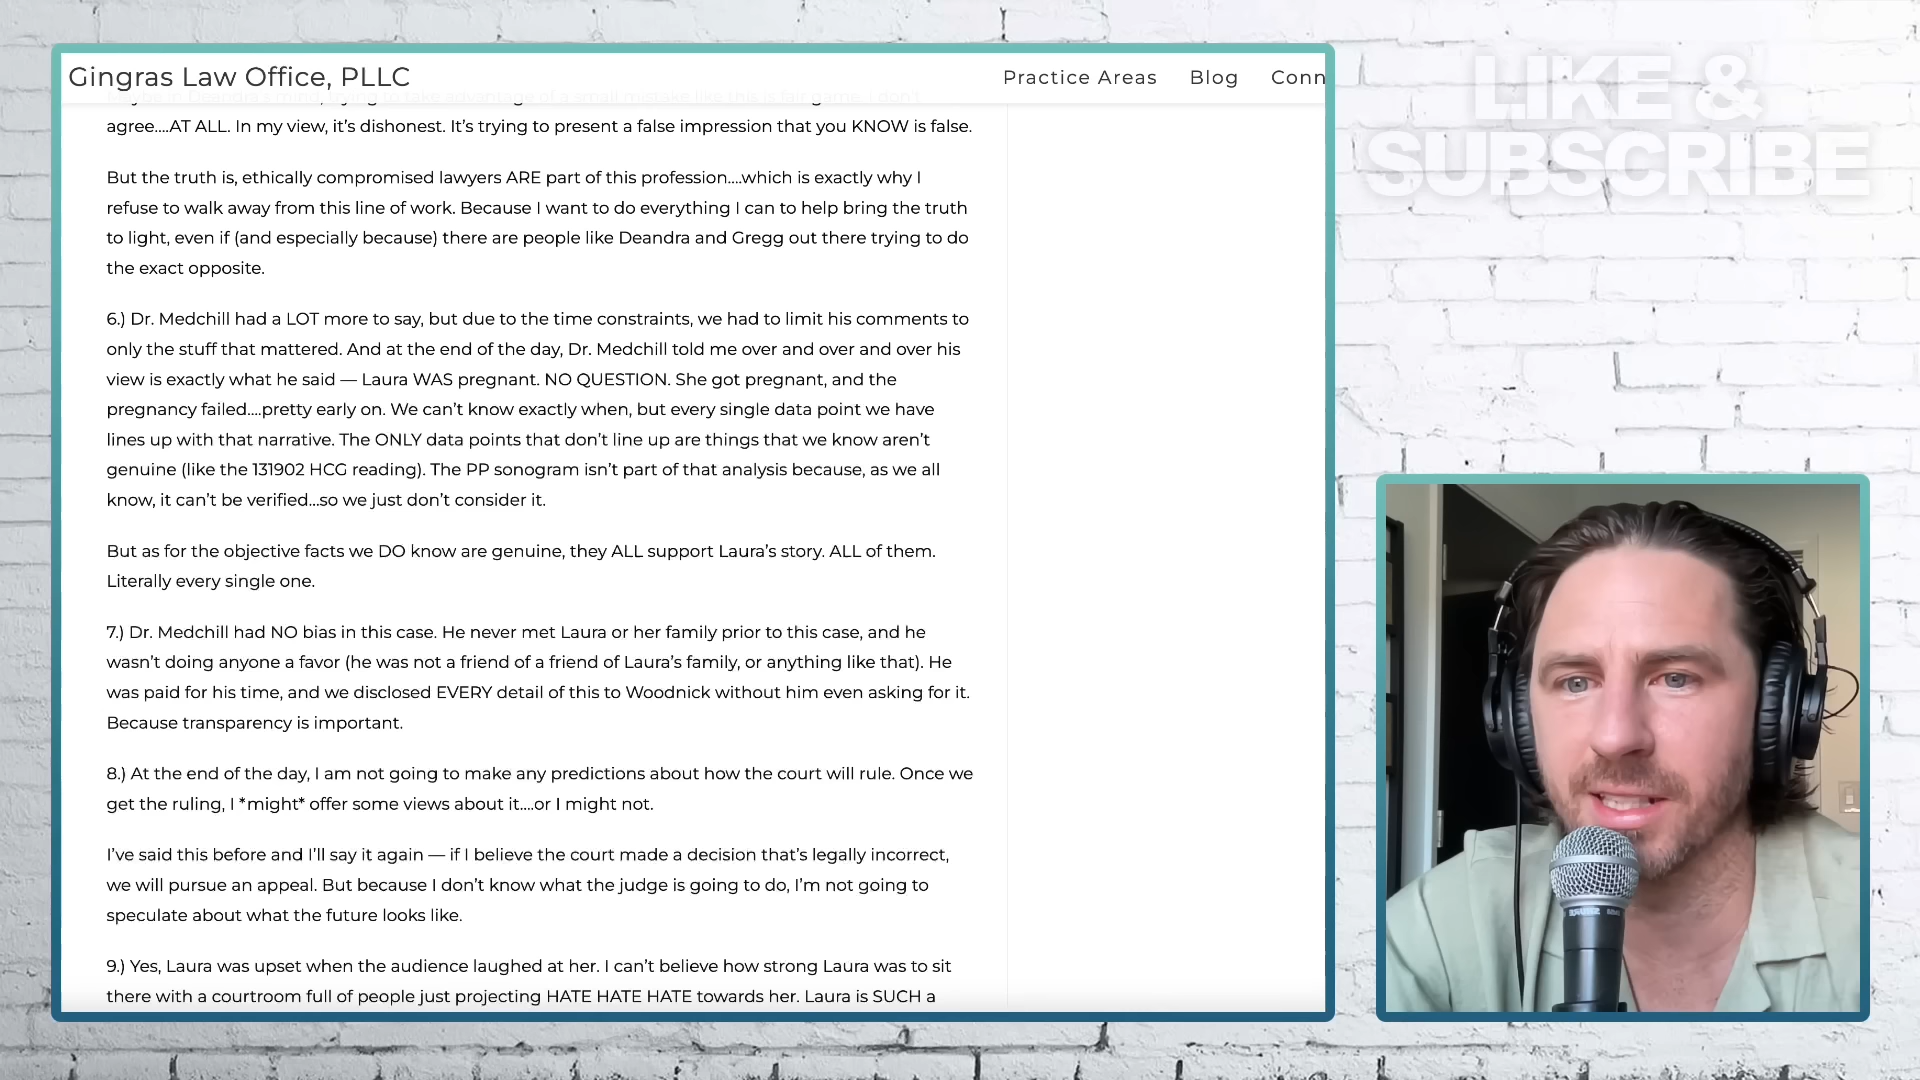 Gingras Law Office, PLLC
Practice Areas Blog Conn
LIKE &
SUBSCRIBE
Maybe in Deandra's mind, trying to take advantage of a small mistake like this is fair game. I don't
agree....AT ALL. In my view, it's dishonest. It's trying to present a false impression that you KNOW is false.
But the truth is, ethically compromised lawyers ARE part of this profession....which is exactly why I
refuse to walk away from this line of work. Because I want to do everything I can to help bring the truth
to light, even if (and especially because) there are people like Deandra and Gregg out there trying to do
the exact opposite.
6.) Dr. Medchill had a LOT more to say, but due to the time constraints, we had to limit his comments to
only the stuff that mattered. And at the end of the day, Dr. Medchill told me over and over and over his
view is exactly what he said — Laura WAS pregnant. NO QUESTION. She got pregnant, and the
pregnancy failed....pretty early on. We can't know exactly when, but every single data point we have
lines up with that narrative. The ONLY data points that don't line up are things that we know aren't
genuine (like the 131902 HCG reading). The PP sonogram isn't part of that analysis because, as we all
know, it can't be verified...so we just don't consider it.
But as for the objective facts we DO know are genuine, they ALL support Laura's story. ALL of them.
Literally every single one.
7.) Dr. Medchill had NO bias in this case. He never met Laura or her family prior to this case, and he
wasn't doing anyone a favor (he was not a friend of a friend of Laura's family, or anything like that). He
was paid for his time, and we disclosed EVERY detail of this to Woodnick without him even asking for it.
Because transparency is important.
8.) At the end of the day, I am not going to make any predictions about how the court will rule. Once we
get the ruling, I *might* offer some views about it....or I might not.
I've said this before and I'll say it again — if I believe the court made a decision that's legally incorrect,
we will pursue an appeal. But because I don't know what the judge is going to do, I'm not going to
speculate about what the future looks like.
9.) Yes, Laura was upset when the audience laughed at her. I can't believe how strong Laura was to sit
there with a courtroom full of people just projecting HATE HATE HATE towards her. Laura is SUCH a